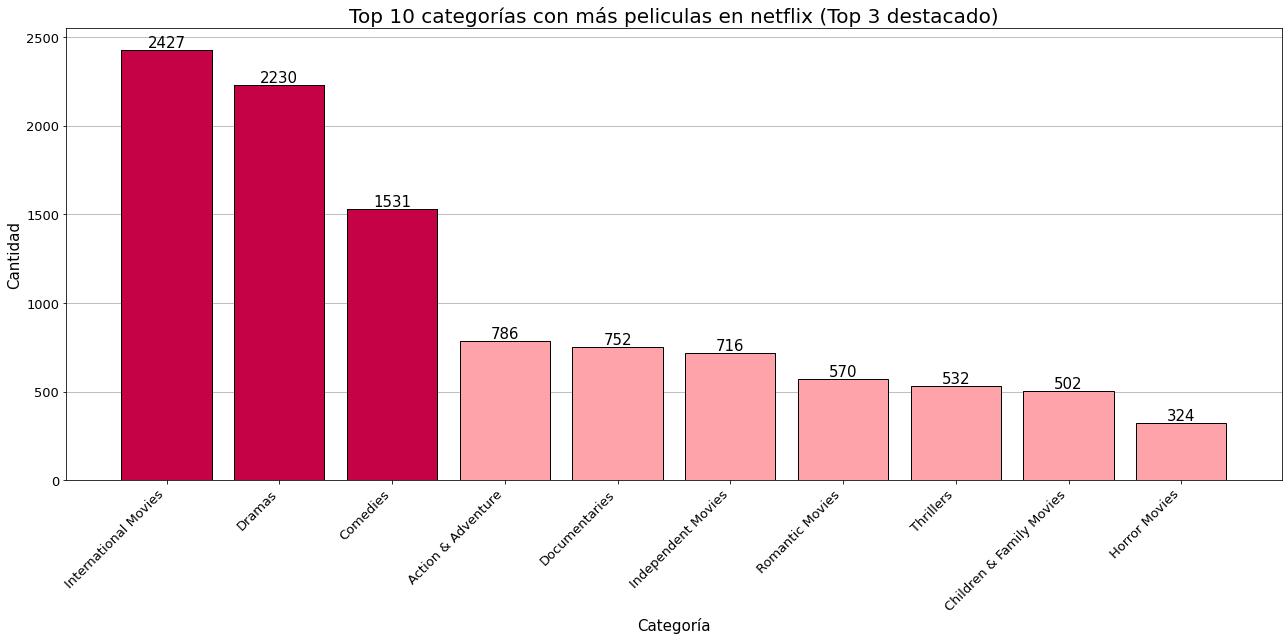 Top 10 categorías con más peliculas en netflix (Top 3 destacado)
Cantidad
2500
2000
1500
1000
500
0
2427
2230
1531
786
752
716
570
532
502
324
International Movies
Dramas
Comedies
Action & Adventure
Documentaries
Independent Movies
Romantic Movies
Thrillers
Children & Family Movies
Horror Movies
Categoría